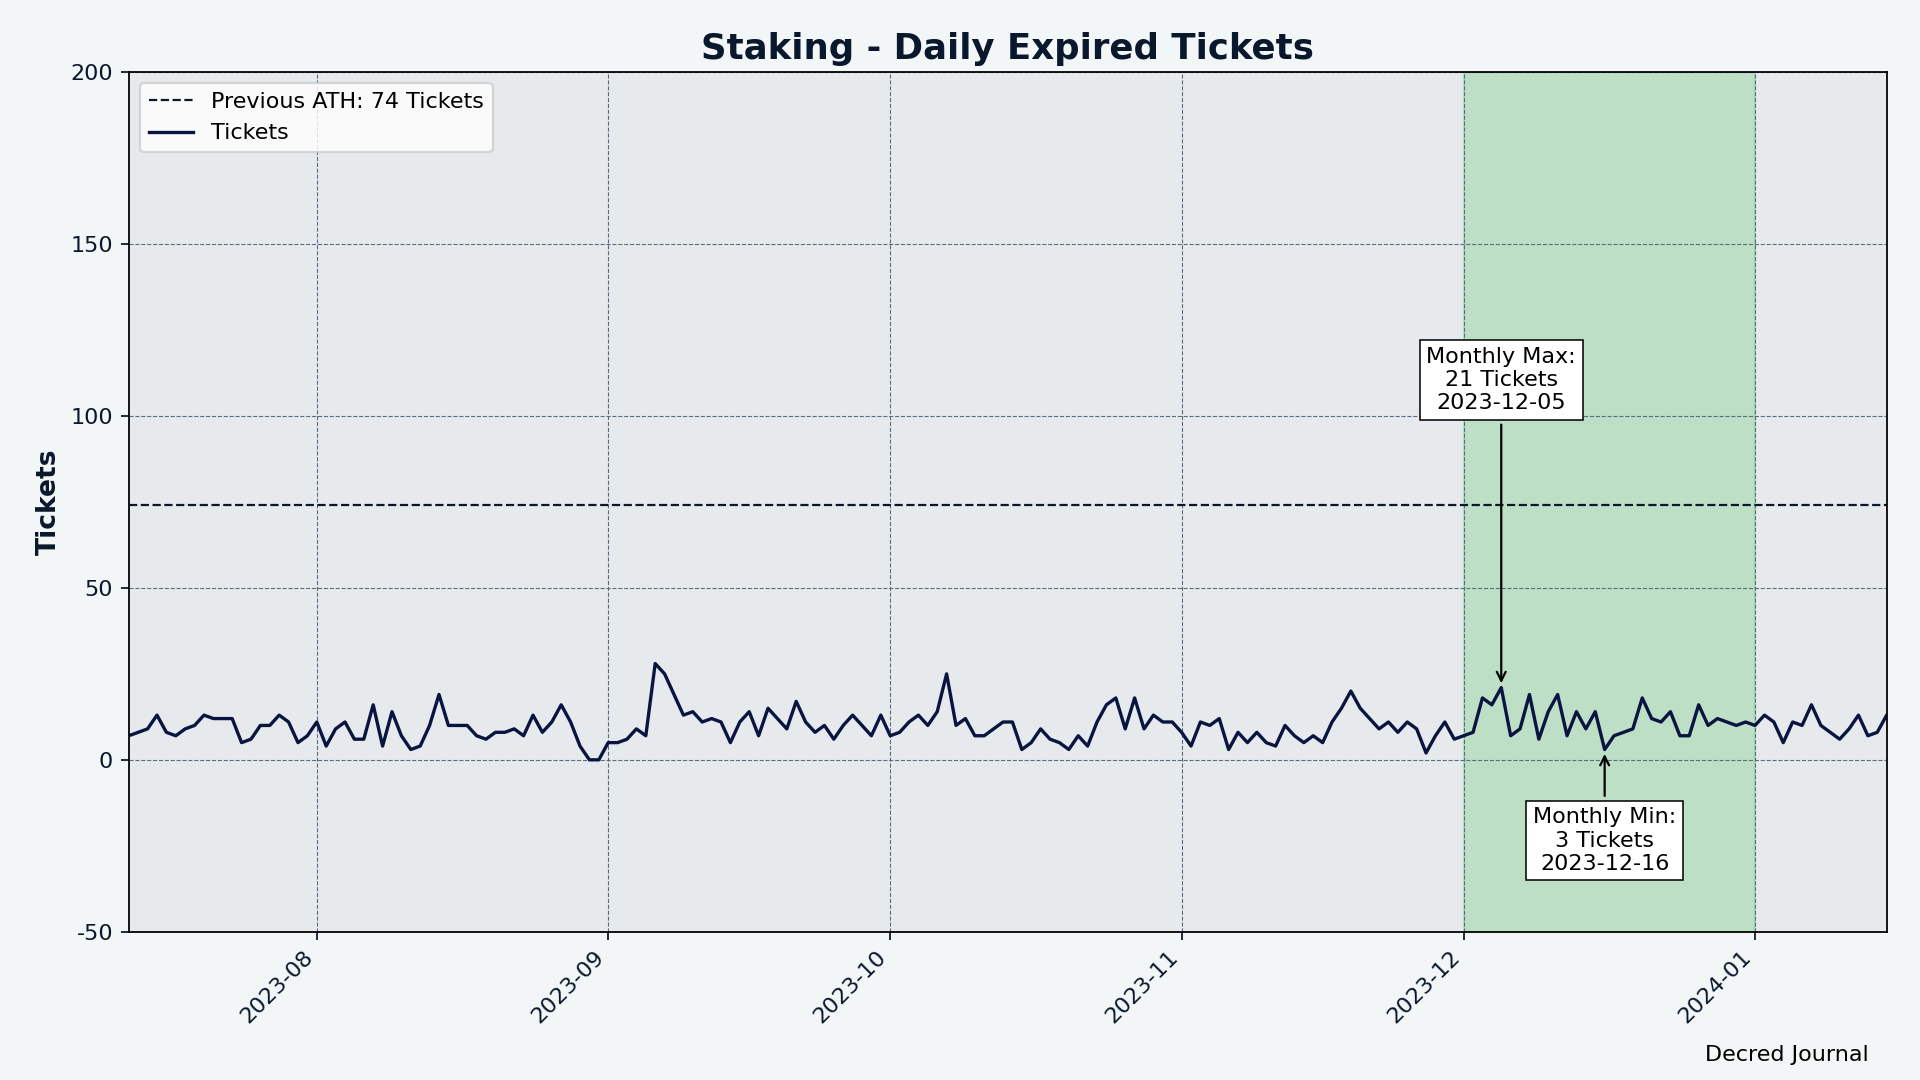 Staking - Daily Expired Tickets
Previous ATH: 74 Tickets
Tickets
Tickets
200
150
100
50
0
-50
Monthly Max:
21 Tickets
2023-12-05
Monthly Min:
3 Tickets
2023-12-16
2023-08
2023-09
2023-10
2023-11
2023-12
2024-01
Decred Journal